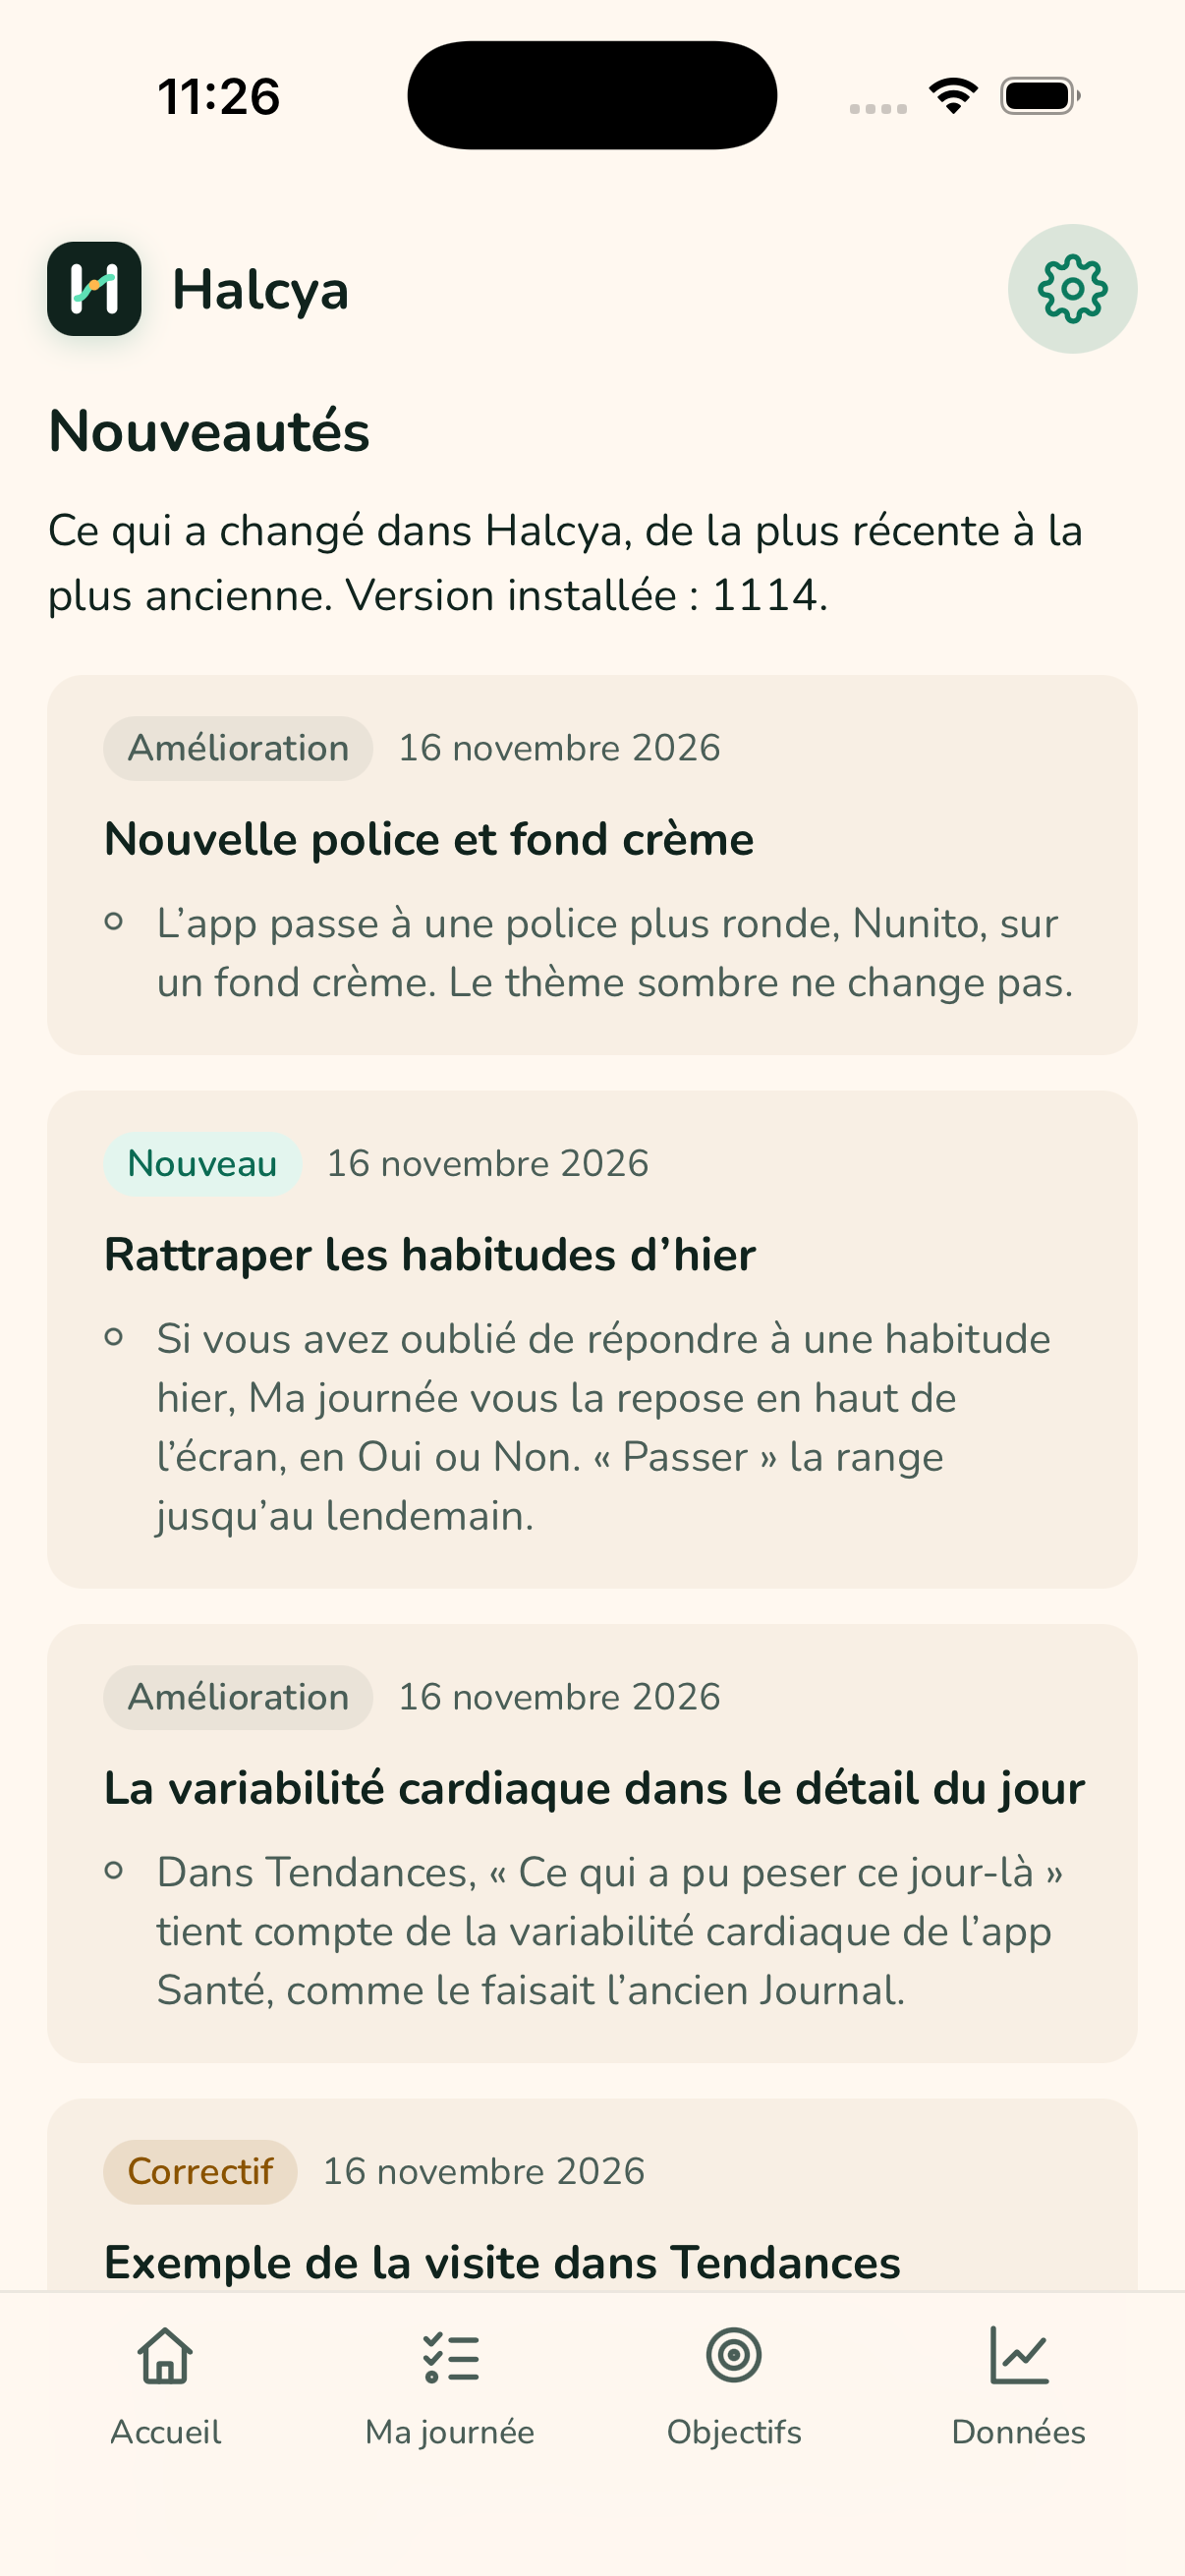 11:26
Halcya
Nouveautés
Ce qui a changé dans Halcya, de la plus récente à la
plus ancienne. Version installée : 1114.
Amélioration 16 novembre 2026
Nouvelle police et fond crème
L’app passe à une police plus ronde, Nunito, sur
un fond crème. Le thème sombre ne change pas.
Nouveau 16 novembre 2026
Rattraper les habitudes d’hier
Si vous avez oublié de répondre à une habitude
hier, Ma journée vous la repose en haut de
l’écran, en Oui ou Non. « Passer » la range
jusqu’au lendemain.
Amélioration 16 novembre 2026
La variabilité cardiaque dans le détail du jour
Dans Tendances, « Ce qui a pu peser ce jour-là »
tient compte de la variabilité cardiaque de l’app
Santé, comme le faisait l’ancien Journal.
Correctif 16 novembre 2026
Exemple de la visite dans Tendances
Accueil Ma journée Objectifs Données